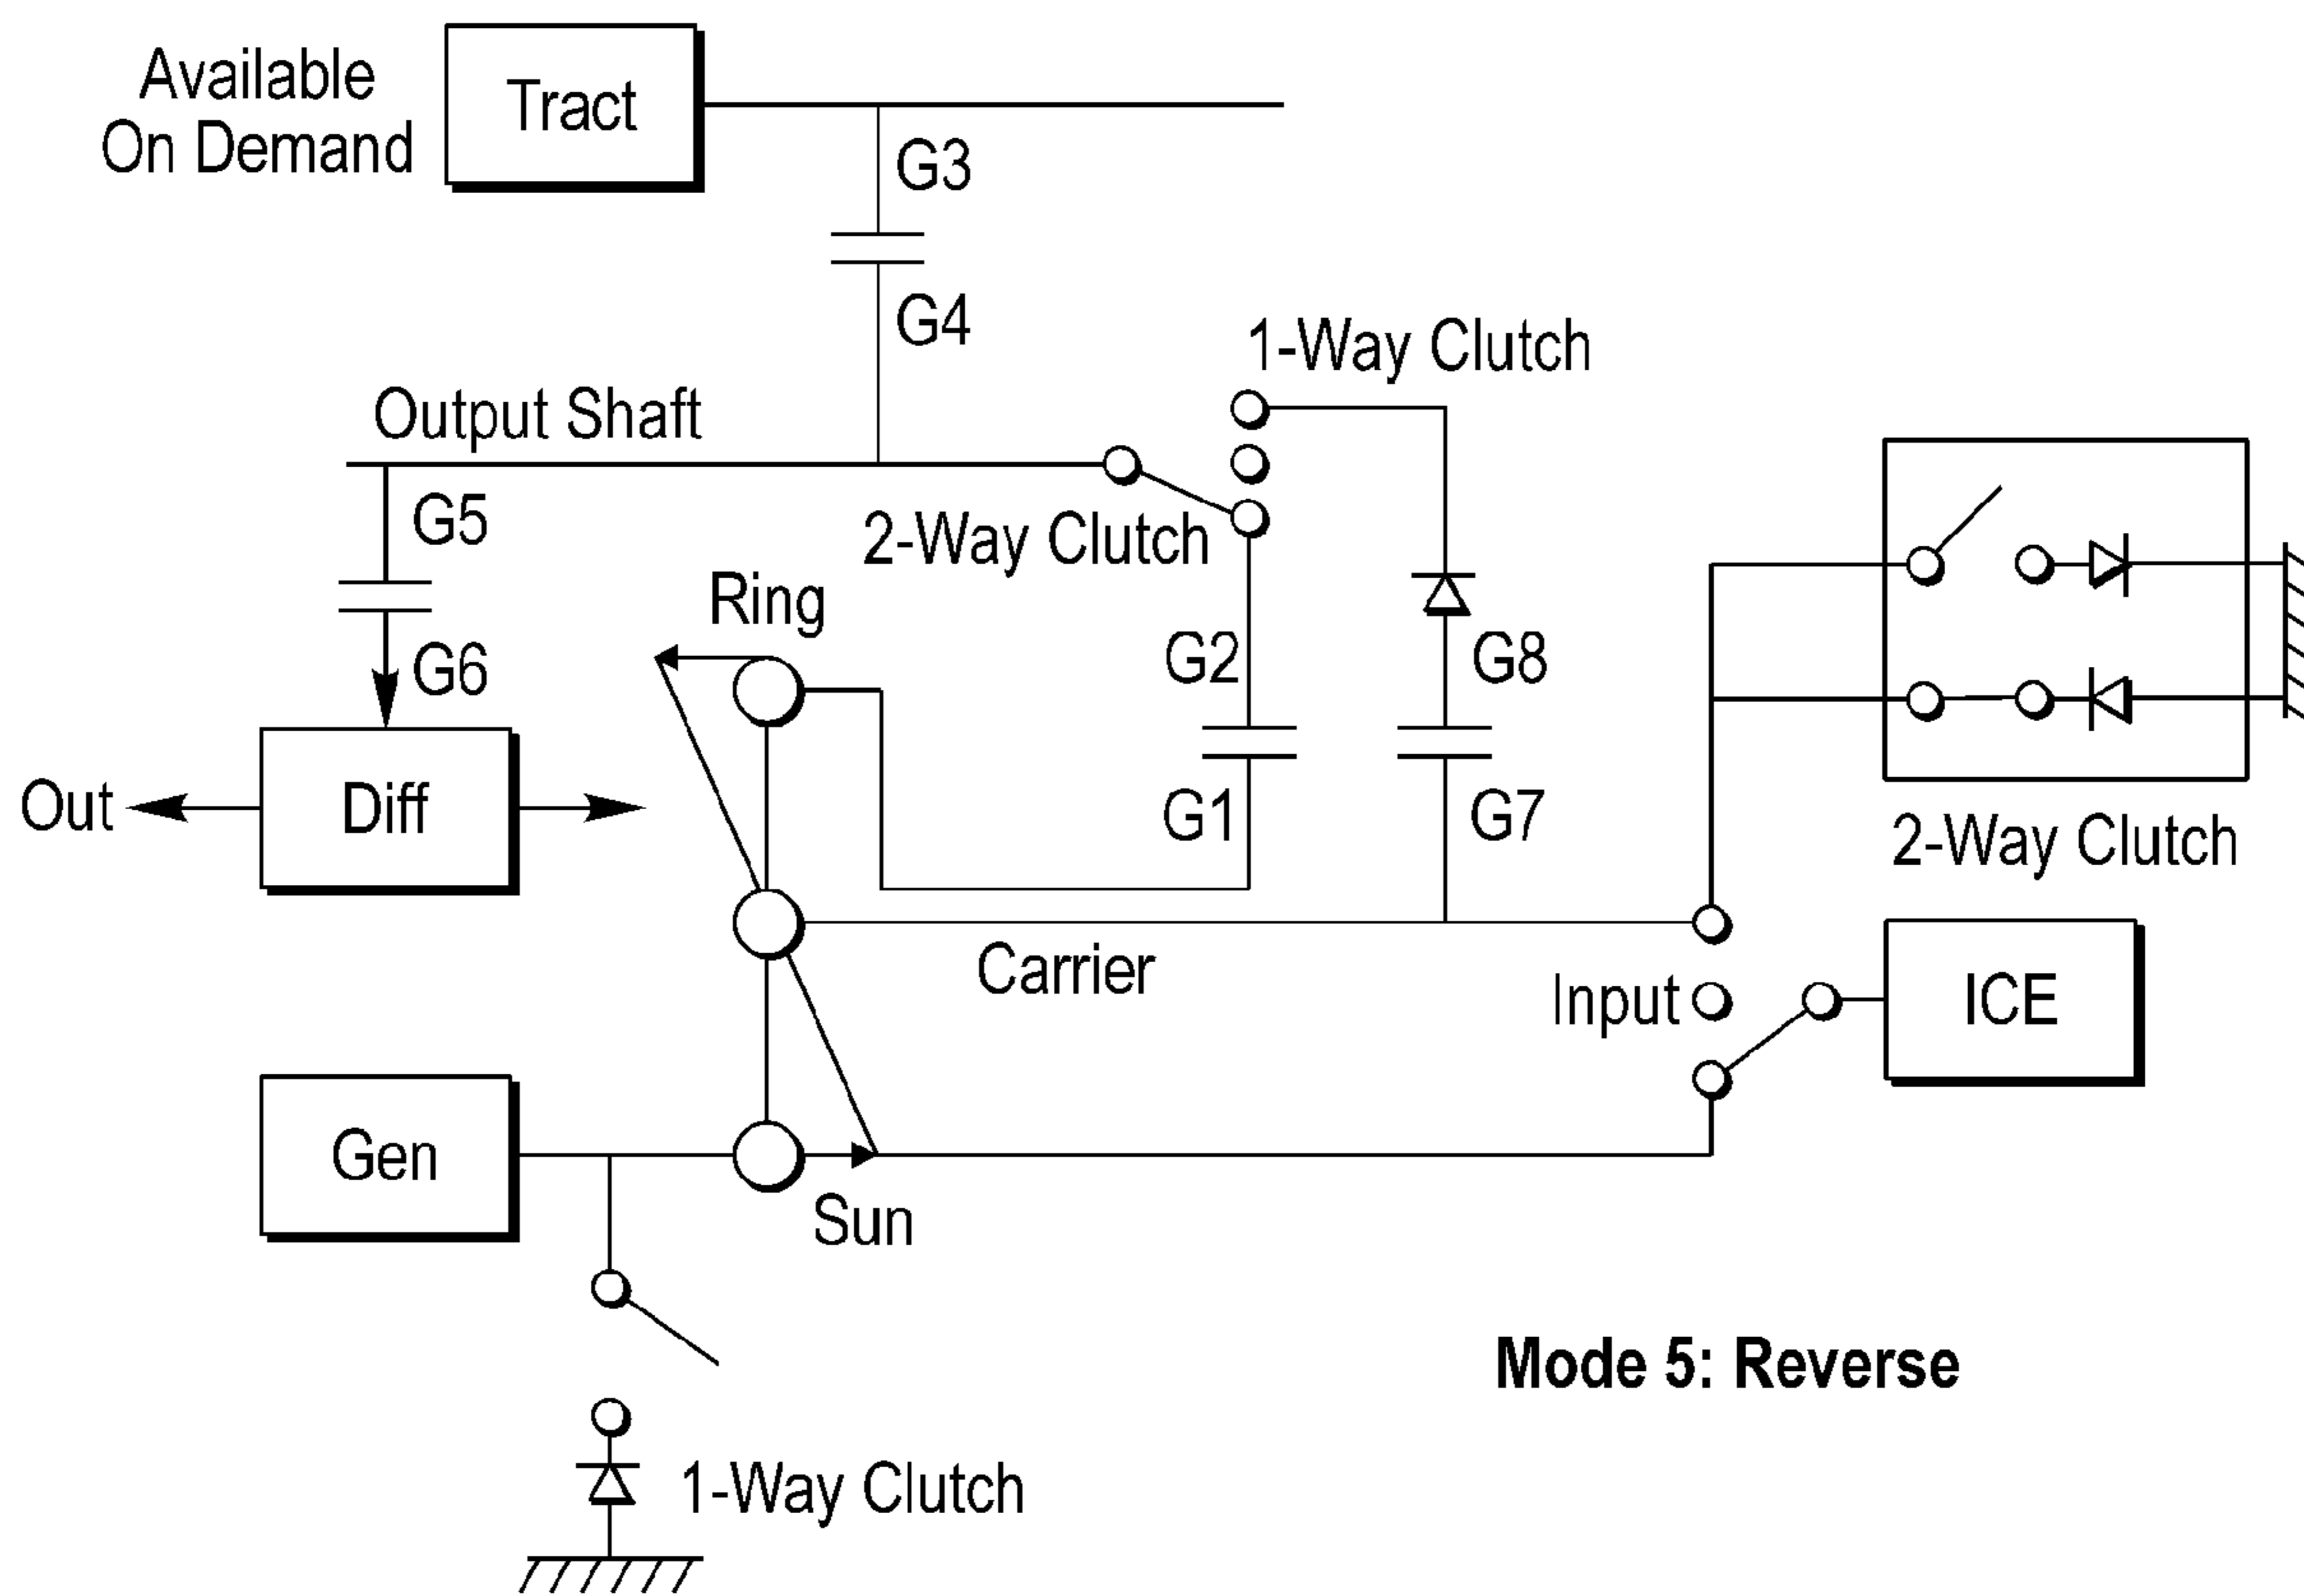 Available
On Demand
Tract
G3
G4
1-Way Clutch
Output Shaft
2-Way Clutch
G5
G6
Ring
G2
G8
G1
G7
Out
Diff
2-Way Clutch
Carrier
Input
ICE
Gen
Sun
Mode 5: Reverse
1-Way Clutch